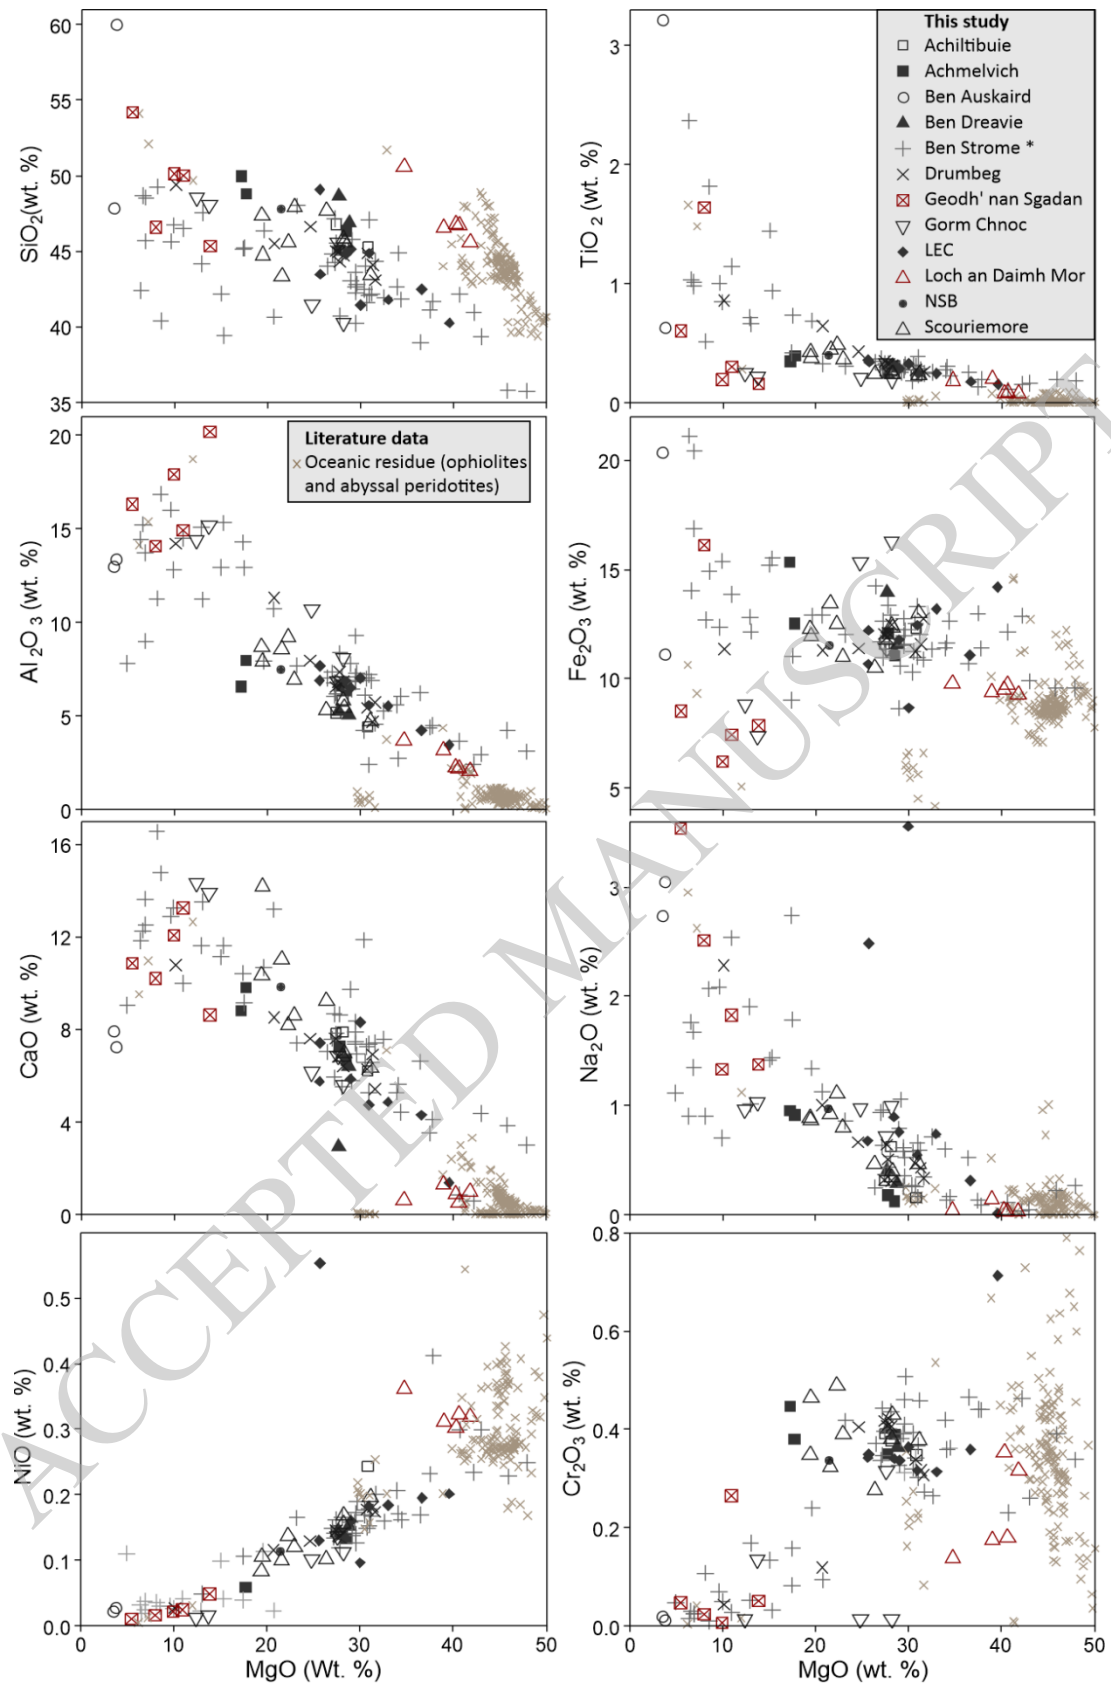 60
55
50
45
40
35
SiO2(wt. %)
3
2
1
0
TiO2 (wt. %)
This study
Achiltibuie
Achmelvich
Ben Auskaird
Ben Dreavie
Ben Strome *
Drumbeg
Geodh' nan Sgadan
Gorm Chnoc
LEC
Loch an Daimh Mor
NSB
Scouriemore
20
15
10
5
0
Al2O3 (wt. %)
Literature data
Oceanic residue (ophiolites
and abyssal peridotites)
20
15
10
5
Fe2O3 (wt. %)
16
12
8
4
0
CaO (wt. %)
3
2
1
0
Na2O (wt. %)
0.5
0.4
0.3
0.2
0.1
0.0
NiO (wt. %)
0 10 20 30 40 50
MgO (Wt. %)
0.8
0.6
0.4
0.2
0.0
Cr2O3 (wt. %)
0 10 20 30 40 50
MgO (wt. %)
ACCEPTED MANUSCRIPT